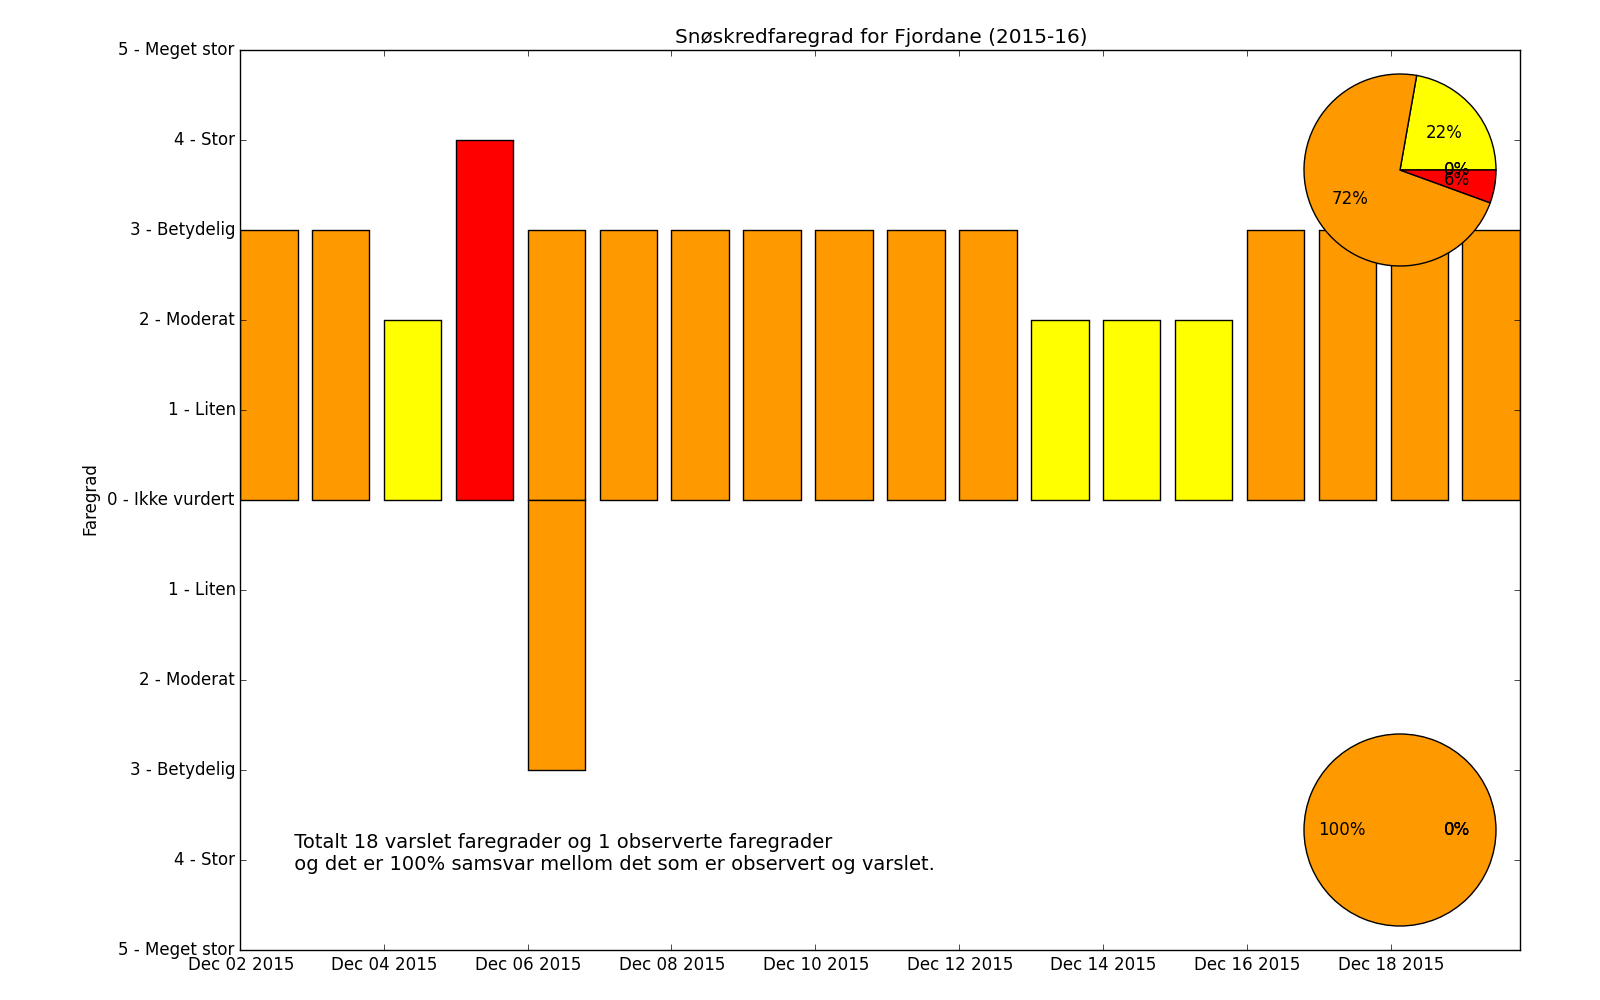 Snøskredfaregrad for Fjordane (2015-16)
5 - Meget stor
4 - Stor
3 - Betydelig
2 - Moderat
1 - Liten
0 - Ikke vurdert
1 - Liten
2 - Moderat
3 - Betydelig
4 - Stor
5 - Meget stor
Faregrad
22%
72%
0%
6%
100%
0%
Totalt 18 varslet faregrader og 1 observerte faregrader
og det er 100% samsvar mellom det som er observert og varslet.
Dec 02 2015 Dec 04 2015 Dec 06 2015 Dec 08 2015 Dec 10 2015 Dec 12 2015 Dec 14 2015 Dec 16 2015 Dec 18 2015